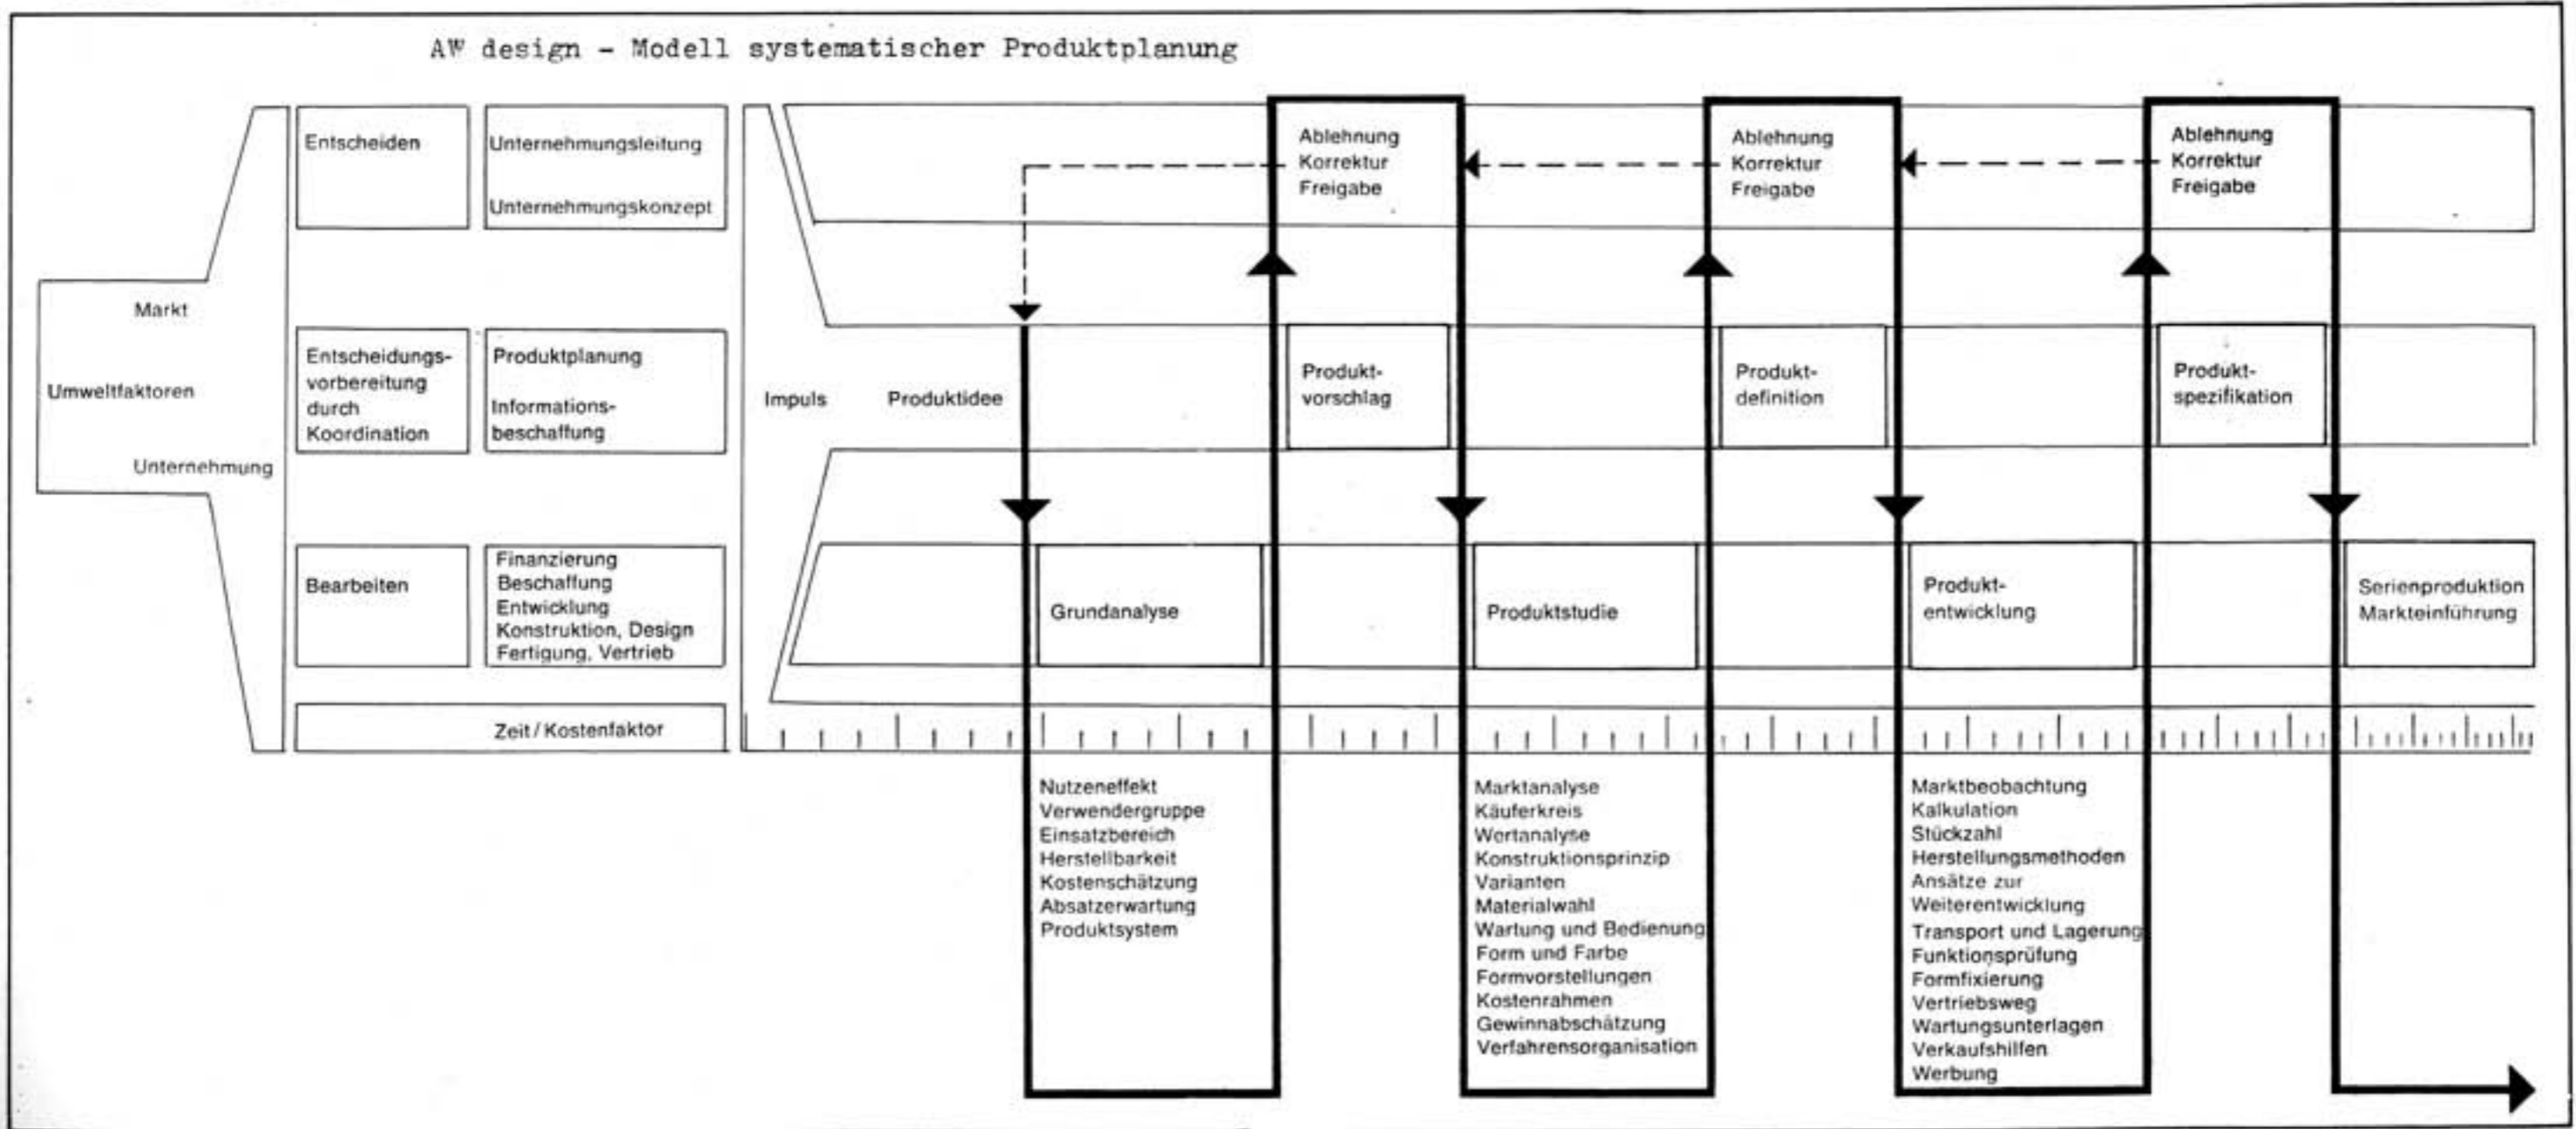 AW design - Modell systematischer Produktplanung
Entscheiden
Unternehmungsleitung
Unternehmungskonzept
Ablehnung
Korrektur
Freigabe
Ablehnung
Korrektur
Freigabe
Ablehnung
Korrektur
Freigabe
Markt
Umweltfaktoren
Unternehmung
Entscheidungs-
vorbereitung
durch
Koordination
Produktplanung
Informations-
beschaffung
Impuls
Produktidee
Produkt-
vorschlag
Produkt-
definition
Produkt-
spezifikation
Bearbeiten
Finanzierung
Beschaffung
Entwicklung
Konstruktion, Design
Fertigung, Vertrieb
Grundanalyse
Produktstudie
Produkt-
entwicklung
Serienproduktion
Markteinführung
Zeit/Kostenfaktor
Nutzeneffekt
Verwendergruppe
Einsatzbereich
Herstellbarkeit
Kostenschätzung
Absatzerwartung
Produktsystem
Marktanalyse
Käuferkreis
Wertanalyse
Konstruktionsprinzip
Varianten
Materialwahl
Wartung und Bedienung
Form und Farbe
Formvorstellungen
Kostenrahmen
Gewinnabschätzung
Verfahrensorganisation
Marktbeobachtung
Kalkulation
Stückzahl
Herstellungsmethoden
Ansätze zur
Weiterentwicklung
Transport und Lagerung
Funktionsprüfung
Formfixierung
Vertriebsweg
Wartungsunterlagen
Verkaufshilfen
Werbung